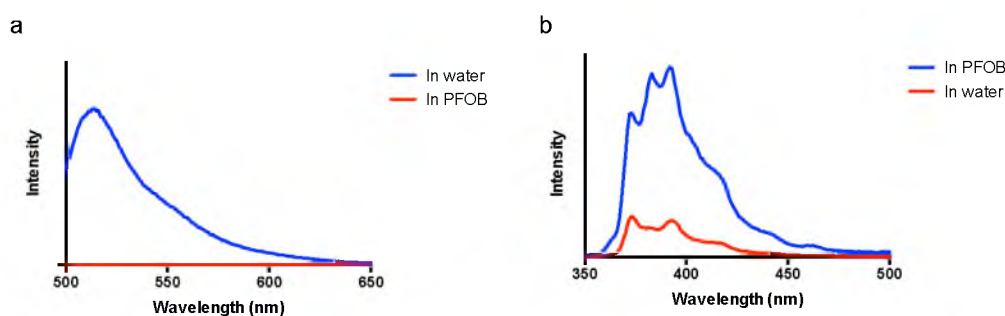 a
Intensity
500
550
600
650
Wavelength (nm)
In water
In PFOB
b
Intensity
350
400
450
500
Wavelength (nm)
In PFOB
In water